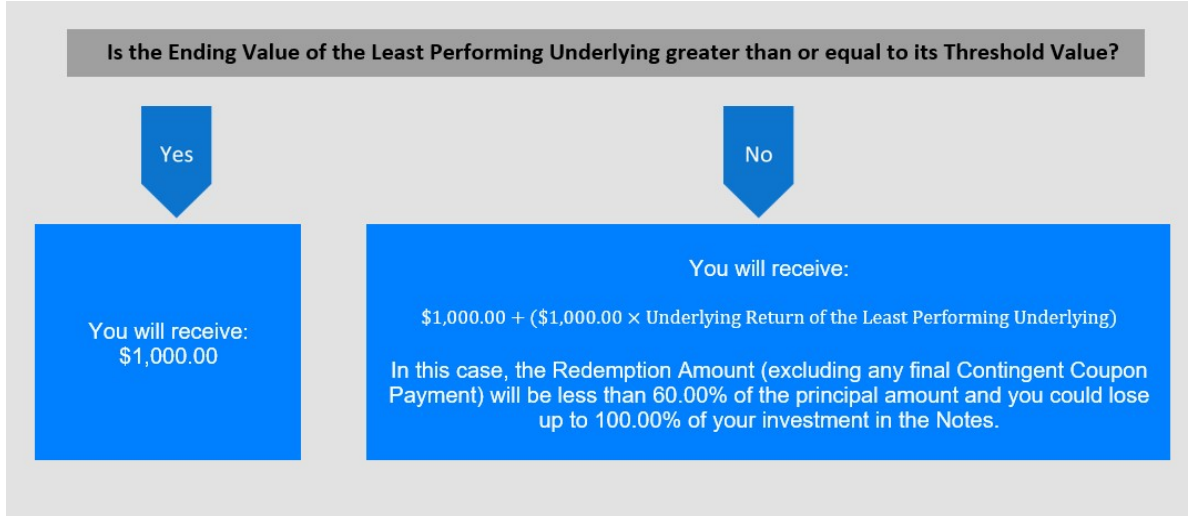 Is the Ending Value of the Least Performing Underlying greater than or equal to its Threshold Value?
Yes
No
You will receive:
$1,000.00
You will receive:
$1,000.00 + ($1,000.00 × Underlying Return of the Least Performing Underlying)
In this case, the Redemption Amount (excluding any final Contingent Coupon
Payment) will be less than 60.00% of the principal amount and you could lose
up to 100.00% of your investment in the Notes.